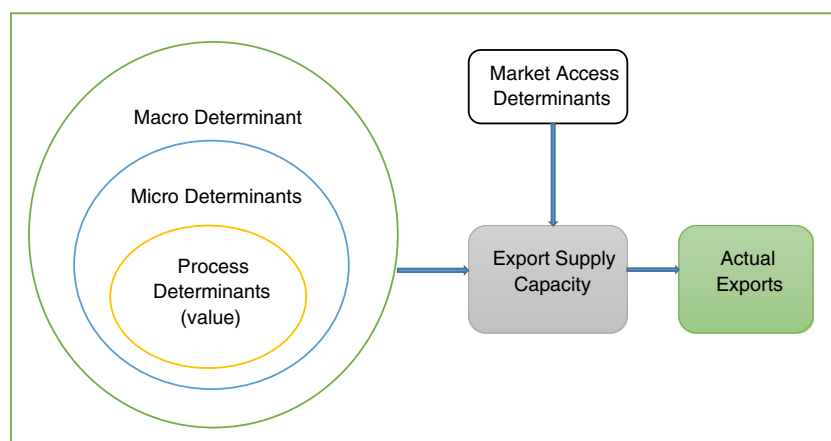 Macro Determinant
Micro Determinants
Process
Determinants
(value)
Market Access
Determinants
Export Supply
Capacity
Actual
Exports